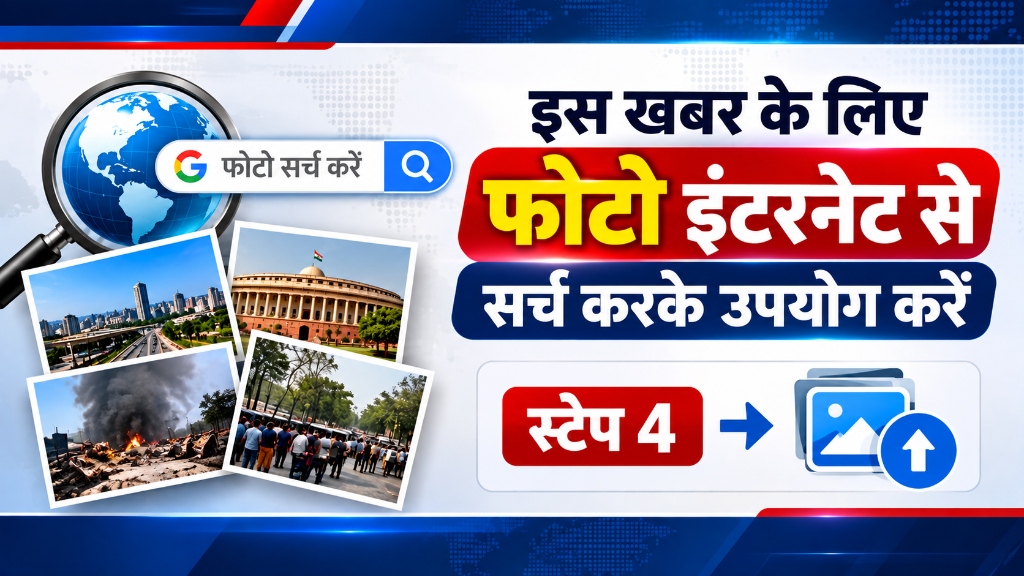 फोटो सर्च करें
इस खबर के लिए
फोटो इंटरनेट से
सर्च करके उपयोग करें
स्टेप 4